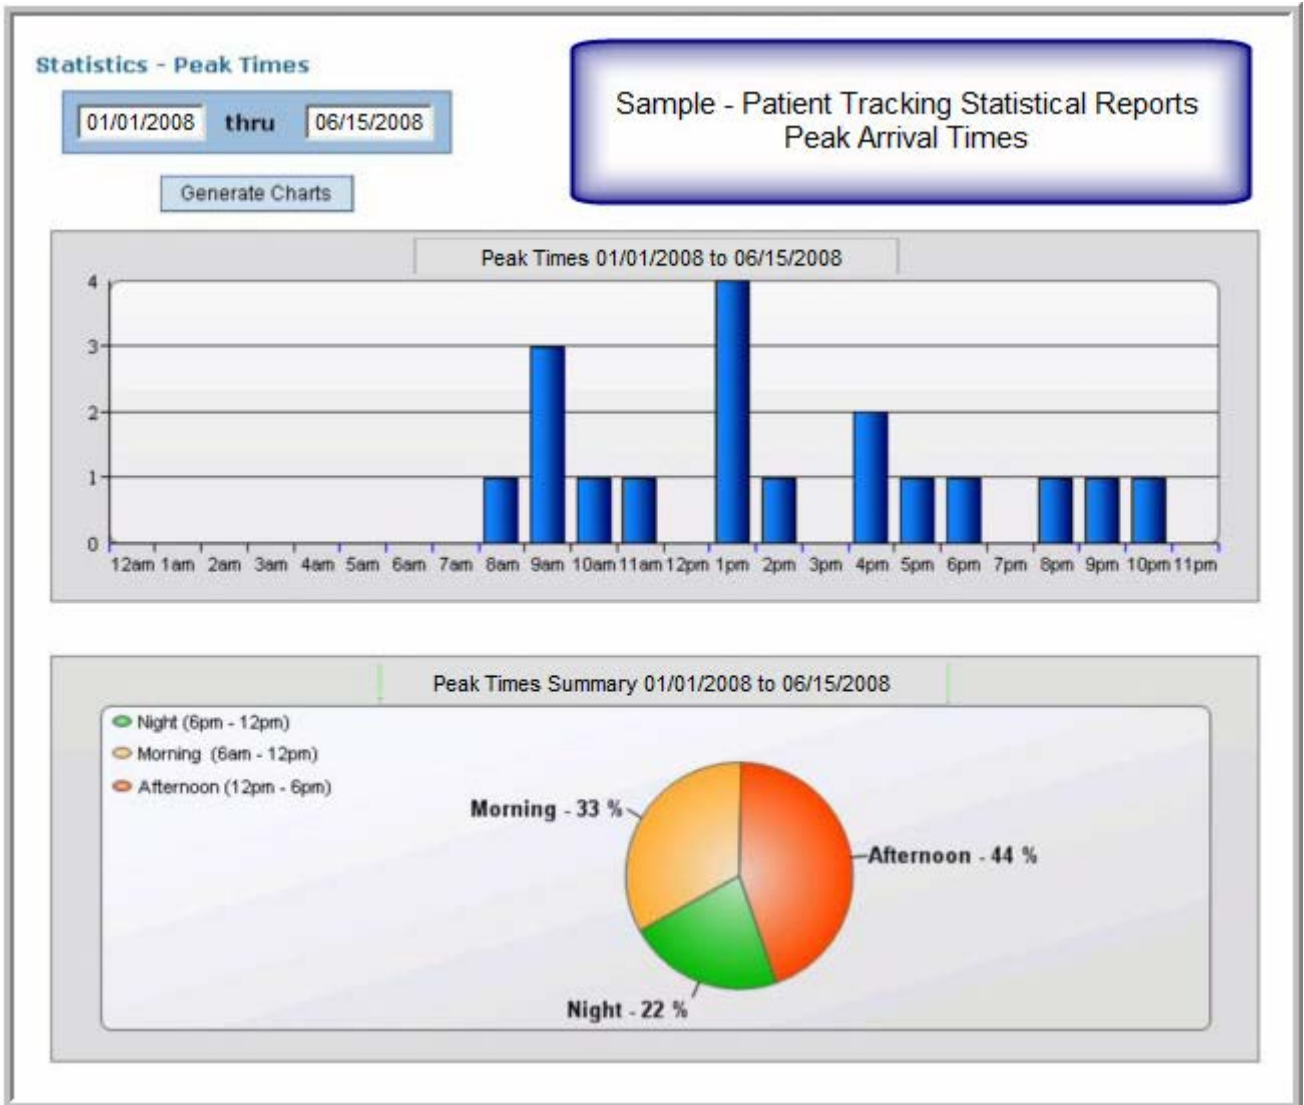 Statistics - Peak Times
01/01/2008 thru 06/15/2008
Generate Charts
Sample - Patient Tracking Statistical Reports
Peak Arrival Times
Peak Times 01/01/2008 to 06/15/2008
4
3
2
1
0
12am 1am 2am 3am 4am 5am 6am 7am 8am 9am 10am 11am 12pm 1pm 2pm 3pm 4pm 5pm 6pm 7pm 8pm 9pm 10pm 11pm
Peak Times Summary 01/01/2008 to 06/15/2008
Night (6pm - 12pm)
Morning (6am - 12pm)
Afternoon (12pm - 6pm)
Morning - 33 %
Afternoon - 44 %
Night - 22 %